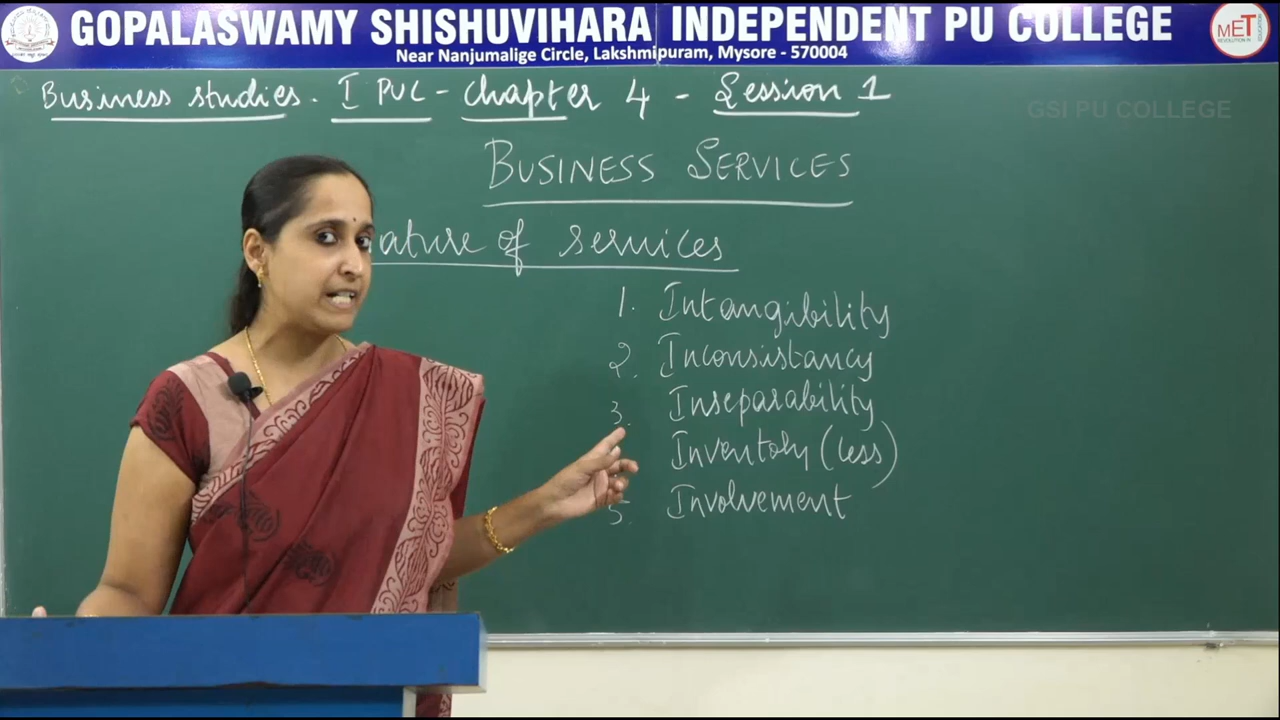 GOPALASWAMY SHISHUVIHARA INDEPENDENT PU COLLEGE
Near Nanjumalige Circle, Lakshmipuram, Mysore - 570004
MET
Business studies. I PUC - Chapter 4 - Session 1
GSI PU COLLEGE
BUSINESS SERVICES
ature of services
1. Intangibility
2. Inconsistancy
3. Inseparability
Inventory (less)
5. Involvement